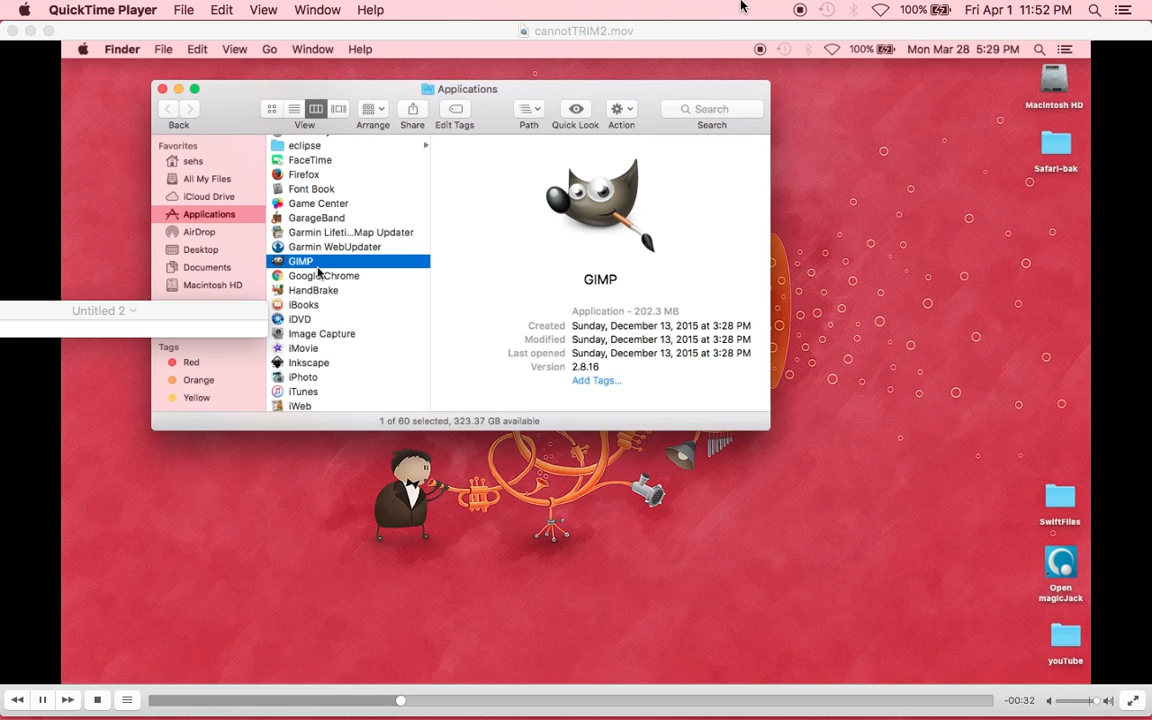 QuickTime Player File Edit View Window Help 100% Fri Apr 1 11:52 PM
cannotTRIM2.mov
Finder File Edit View Go Window Help 100% Mon Mar 28 5:29 PM
Applications
Search
Back View Arrange Share Edit Tags Path Quick Look Action Search
Favorites
sehs
All My Files
iCloud Drive
Applications
AirDrop
Desktop
Documents
Macintosh HD
Untitled 2
Tags
Red
Orange
Yellow
eclipse
FaceTime
Firefox
Font Book
Game Center
GarageBand
Garmin Lifeti...Map Updater
Garmin WebUpdater
GIMP
Google Chrome
HandBrake
iBooks
iDVD
Image Capture
iMovie
Inkscape
iPhoto
iTunes
iWeb
GIMP
Application - 202.3 MB
Created Sunday, December 13, 2015 at 3:28 PM
Modified Sunday, December 13, 2015 at 3:28 PM
Last opened Sunday, December 13, 2015 at 3:28 PM
Version 2.8.16
Add Tags...
1 of 60 selected, 323.37 GB available
Macintosh HD
Safari-bak
SwiftFiles
Open
magicJack
youTube
-00:32